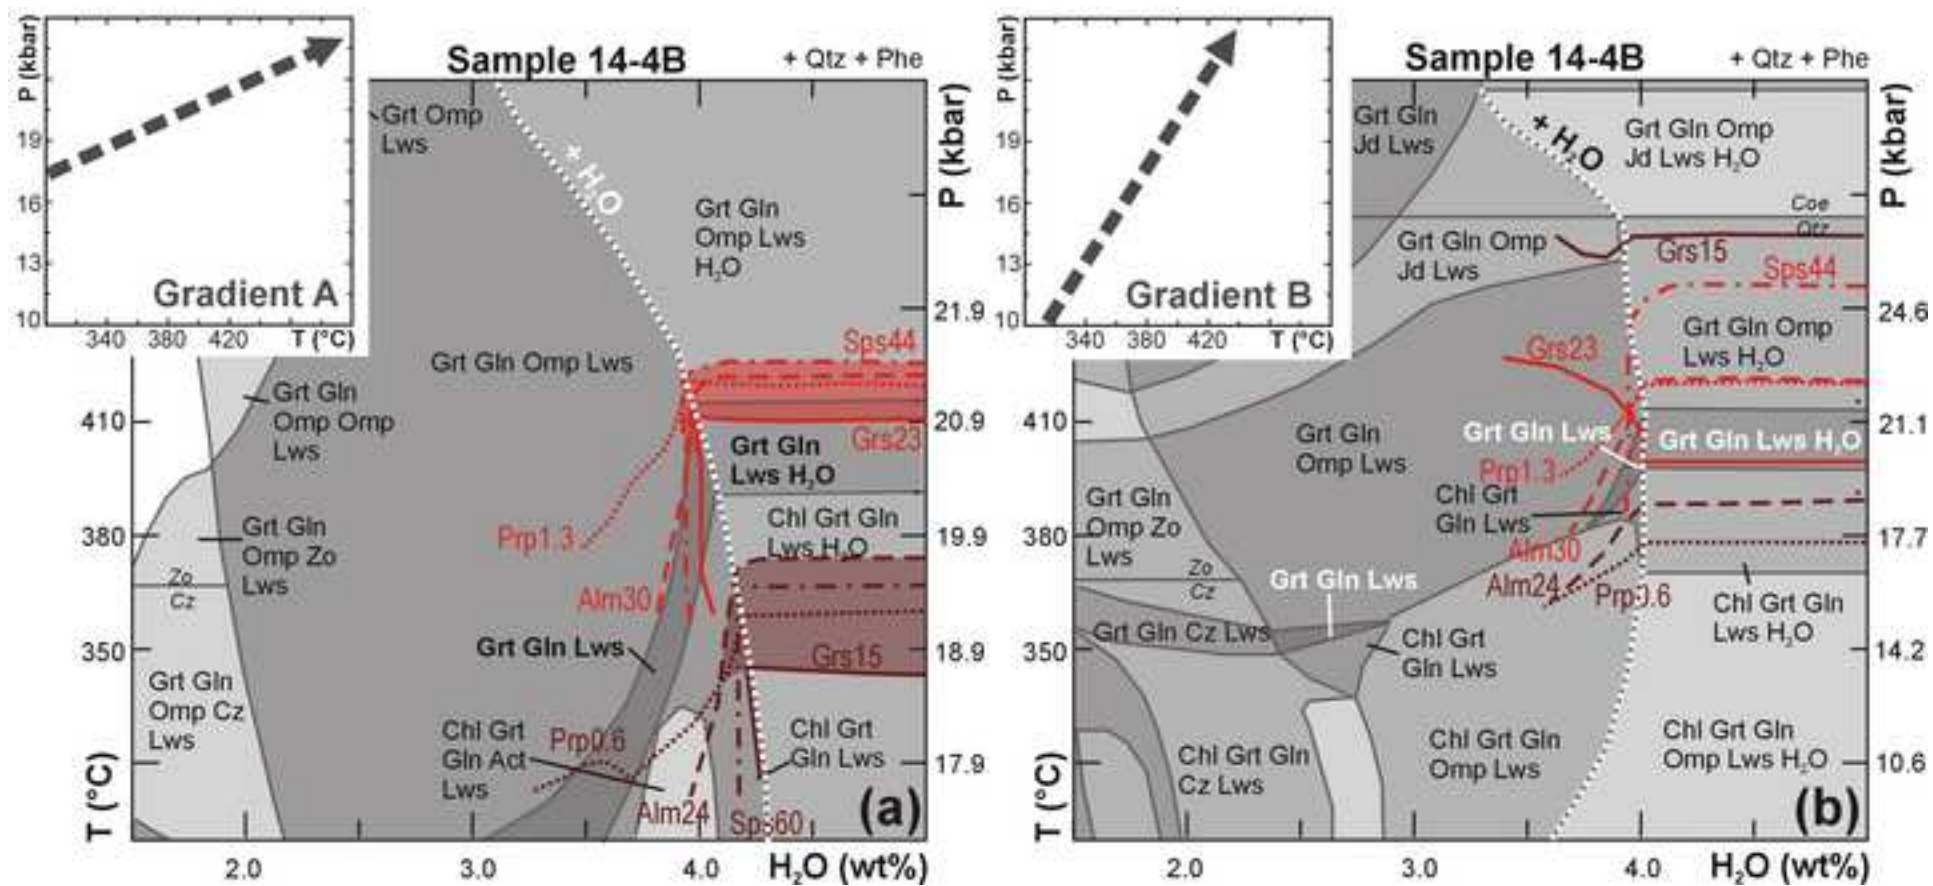 Sample 14-4B
+ Qtz + Phe
P (kbar)
19
16
13
10
340
380
420
T (°C)
Gradient A
Grt Omp
Lws
+ H2O
Grt Gln
Omp Lws
H2O
Grt Gln Omp Lws
Grt Gln
Omp Omp
Lws
Grt Gln
Omp Zo
Lws
Zo
Cz
Grt Gln
Omp Cz
Lws
Sps44
Grs23
Grt Gln
Lws H2O
Chl Grt Gln
Lws H2O
Prp1.3
Alm30
Grt Gln Lws
Grs15
Chl Grt
Gln Act
Lws
Prp0.6
Alm24
Sps60
Chl Grt
Gln Lws
(a)
410
380
350
T (°C)
P (kbar)
21.9
20.9
19.9
18.9
17.9
2.0
3.0
4.0
H2O (wt%)
Sample 14-4B
+ Qtz + Phe
P (kbar)
19
16
13
10
340
380
420
T (°C)
Gradient B
Grt Gln
Jd Lws
+ H2O
Grt Gln Omp
Jd Lws H2O
Coe
Qtz
Grt Gln Omp
Jd Lws
Grs15
Sps44
Grt Gln Omp
Lws H2O
Grs23
Grt Gln
Omp Lws
Grt Gln Lws
Grt Gln Lws H2O
Prp1.3
Chl Grt
Gln Lws
Grt Gln
Omp Zo
Lws
Alm30
Alm24
Prp0.6
Zo
Cz
Grt Gln Lws
Grt Gln Cz Lws
Chl Grt
Gln Lws
Chl Grt Gln
Lws H2O
Chl Grt Gln
Cz Lws
Chl Grt Gln
Omp Lws
Chl Grt Gln
Omp Lws H2O
(b)
410
380
350
T (°C)
P (kbar)
24.6
21.1
17.7
14.2
10.6
2.0
3.0
4.0
H2O (wt%)